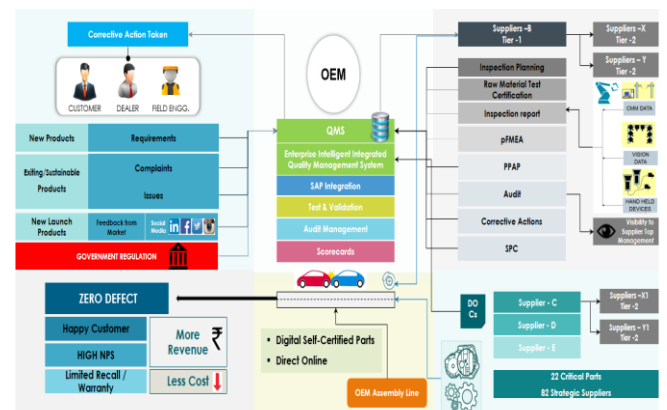 Corrective Action Taken
CUSTOMER
DEALER
FIELD ENGG.
New Products
Requirements
Exiting/Sustainable
Products
Complaints
Issues
New Launch
Products
Feedback from
Market
Social
Media
GOVERNMENT REGULATION
OEM
QMS
Enterprise Intelligent Integrated
Quality Management System
SAP Integration
Test & Validation
Audit Management
Scorecards
Suppliers -B
Tier -1
Suppliers -X
Tier -2
Suppliers - Y
Tier -2
Inspection Planning
Raw Material Test
Certification
Inspection report
pFMEA
PPAP
Audit
Corrective Actions
SPC
CMM DATA
VISION
DATA
HAND HELD
DEVICES
Visibility to
Supplier Top
Management
ZERO DEFECT
Happy Customer
HIGH NPS
Limited Recall /
Warranty
More
Revenue
₹
Less Cost
• Digital Self-Certified Parts
• Direct Online
OEM Assembly Line
DO
Cs
Supplier - C
Supplier - D
Supplier - E
Suppliers -X1
Tier -2
Suppliers - Y1
Tier -2
22 Critical Parts
82 Strategic Suppliers